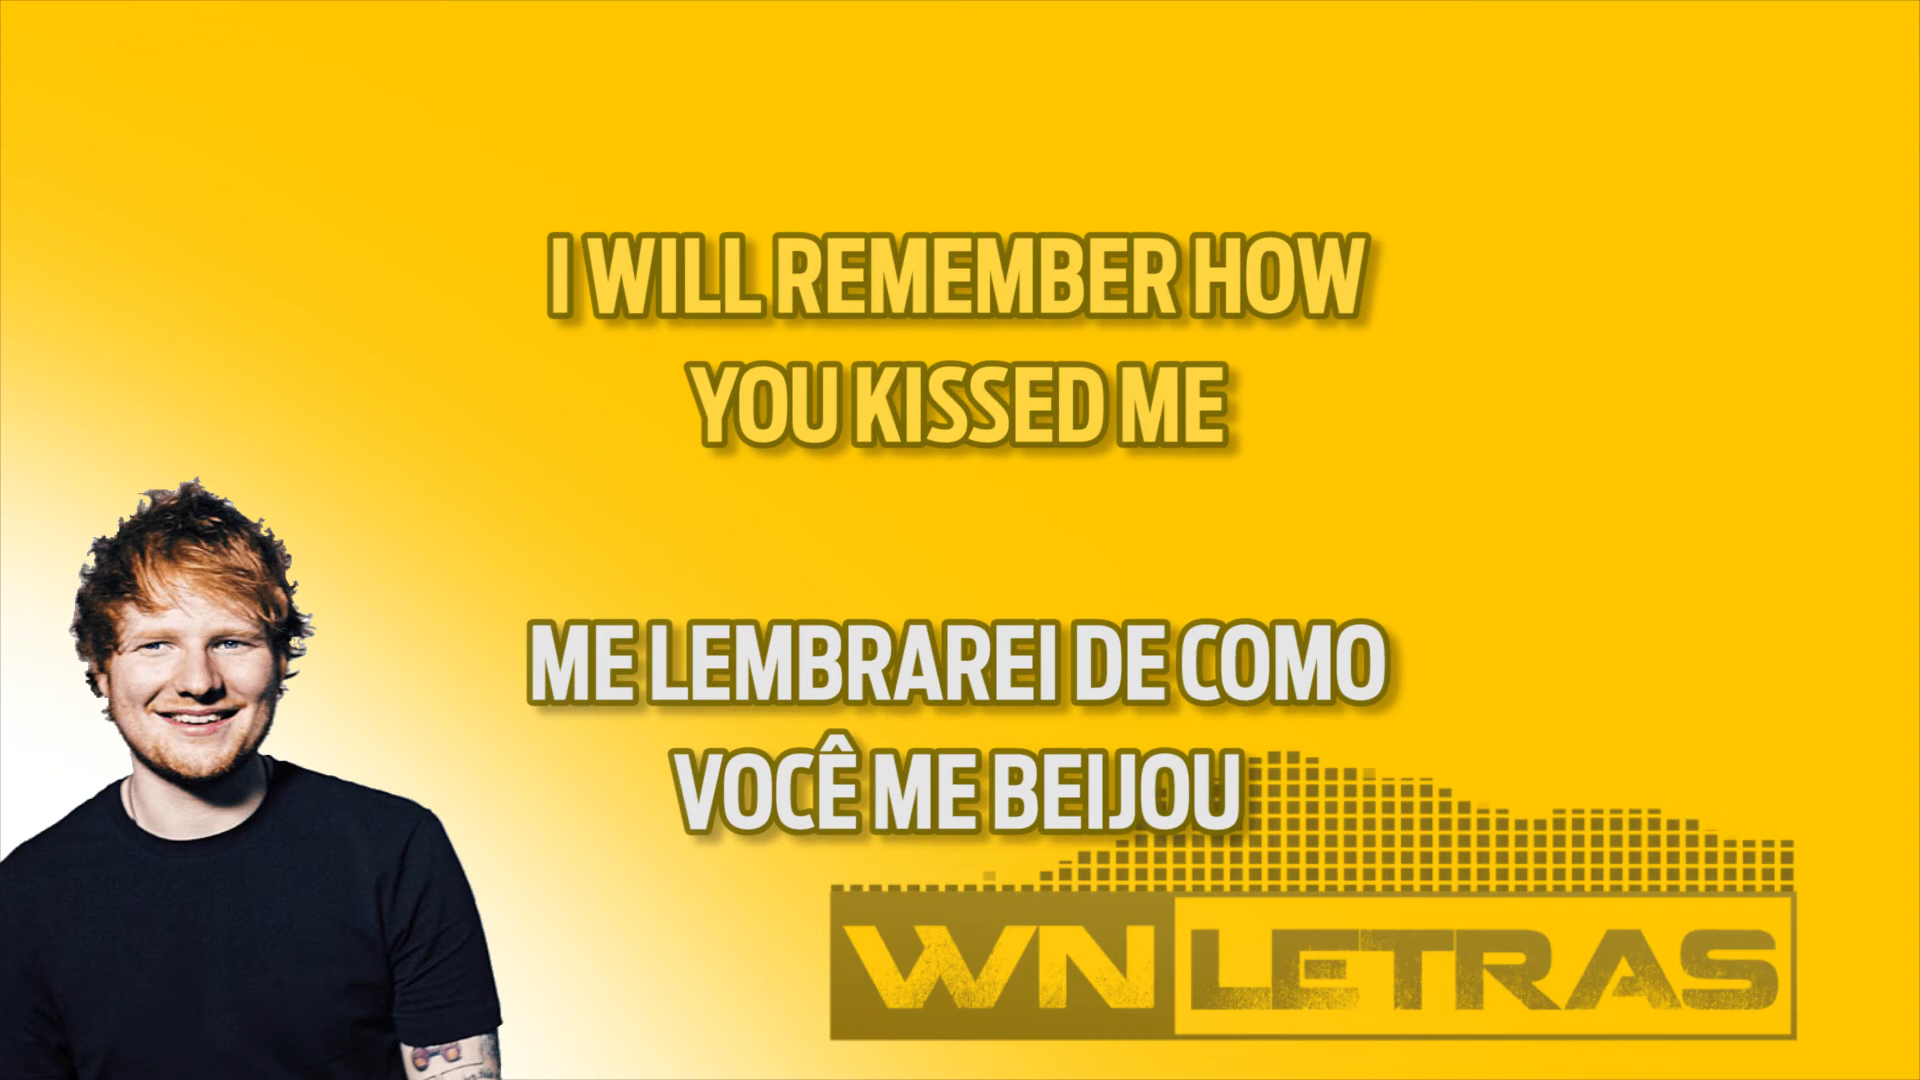 I WILL REMEMBER HOW
YOU KISSED ME
ME LEMBRAREI DE COMO
VOCÊ ME BEIJOU
WN LETRAS